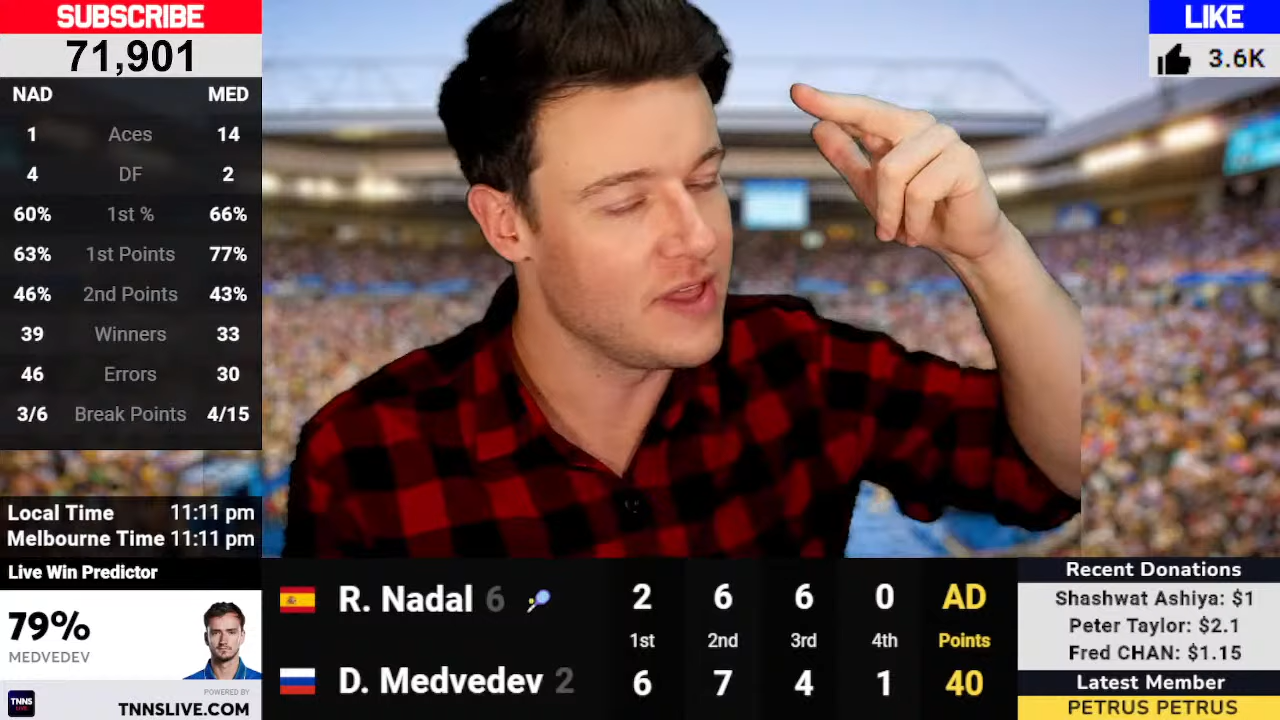 SUBSCRIBE
71,901
NAD MED
1 Aces 14
4 DF 2
60% 1st % 66%
63% 1st Points 77%
46% 2nd Points 43%
39 Winners 33
46 Errors 30
3/6 Break Points 4/15
Local Time 11:11 pm
Melbourne Time 11:11 pm
Live Win Predictor
79%
MEDVEDEV
TNNS
LIVE
POWERED BY
TNNSLIVE.COM
LIKE
3.6K
R. Nadal 6 2 6 6 0 AD
1st 2nd 3rd 4th Points
D. Medvedev 2 6 7 4 1 40
Recent Donations
Shashwat Ashiya: $1
Peter Taylor: $2.1
Fred CHAN: $1.15
Latest Member
PETRUS PETRUS